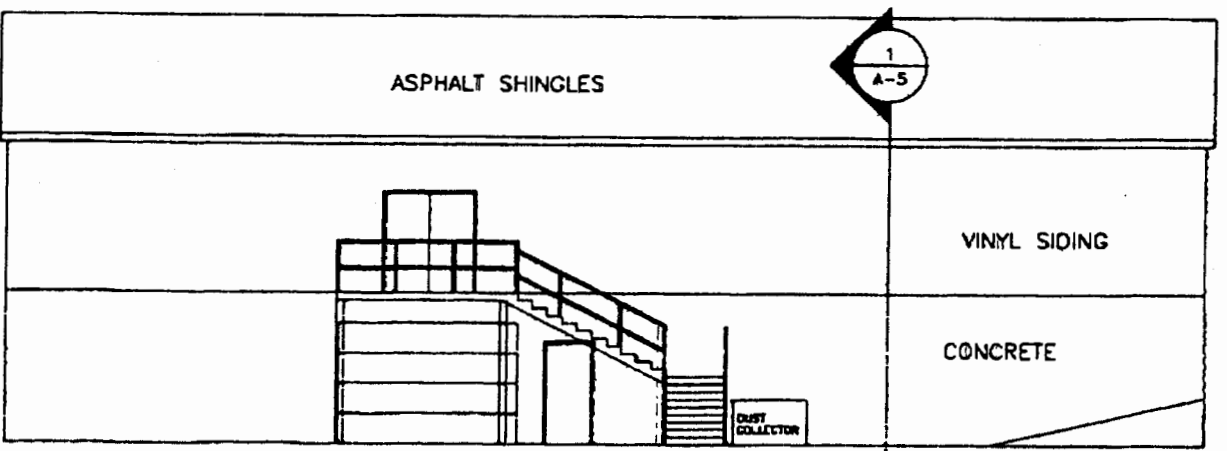 ASPHALT SHINGLES
1
A-5
VINYL SIDING
CONCRETE
DUST
COLLECTOR